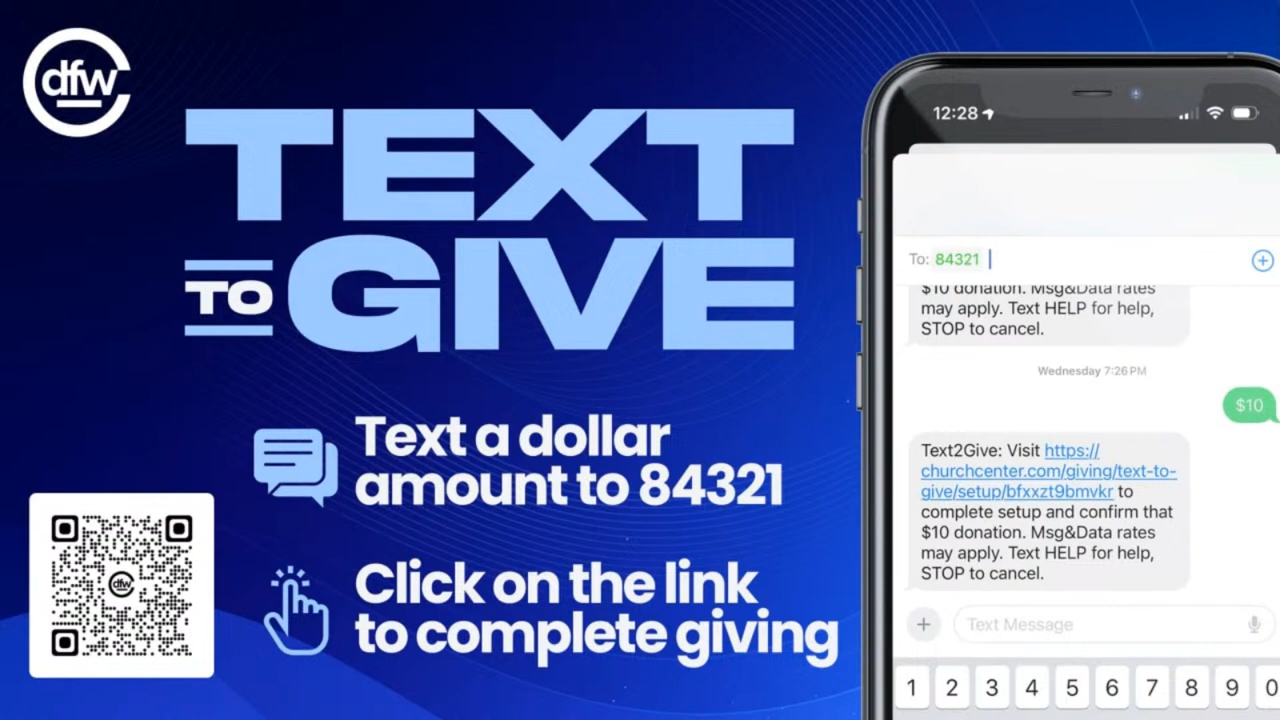 dfw
TEXT
TO GIVE
Text a dollar
amount to 84321
Click on the link
to complete giving
dfw
12:28
To: 84321
$10 donation. Msg&Data rates
may apply. Text HELP for help,
STOP to cancel.
Wednesday 7:26 PM
$10
Text2Give: Visit https://
churchcenter.com/giving/text-to-
give/setup/bfxxzt9bmvkr to
complete setup and confirm that
$10 donation. Msg&Data rates
may apply. Text HELP for help,
STOP to cancel.
Text Message
1 2 3 4 5 6 7 8 9 0